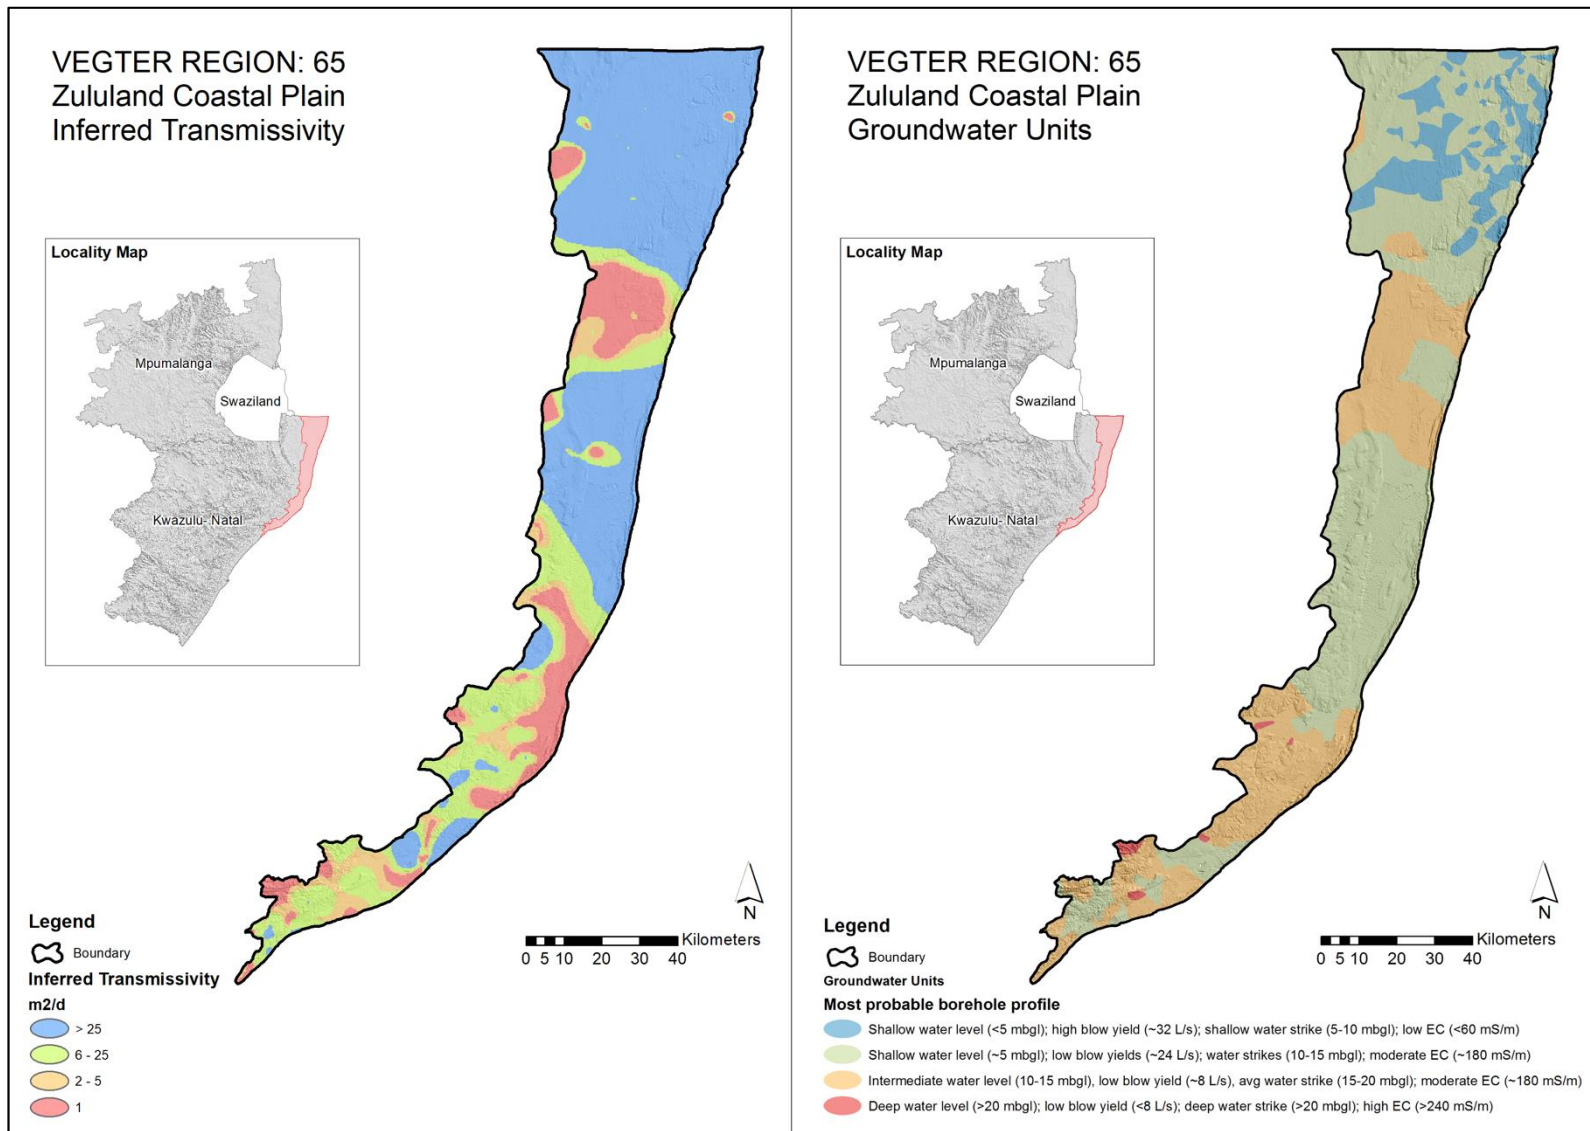 VEGTER REGION: 65
Zululand Coastal Plain
Inferred Transmissivity
Locality Map
Mpumalanga
Swaziland
Kwazulu- Natal
N
Kilometers
0 5 10 20 30 40
Legend
Boundary
Inferred Transmissivity
m2/d
> 25
6 - 25
2 - 5
1
VEGTER REGION: 65
Zululand Coastal Plain
Groundwater Units
Locality Map
Mpumalanga
Swaziland
Kwazulu- Natal
N
Kilometers
0 5 10 20 30 40
Legend
Boundary
Groundwater Units
Most probable borehole profile
Shallow water level (<5 mbgl); high blow yield (~32 L/s); shallow water strike (5-10 mbgl); low EC (<60 mS/m)
Shallow water level (~5 mbgl); low blow yields (~24 L/s); water strikes (10-15 mbgl); moderate EC (~180 mS/m)
Intermediate water level (10-15 mbgl), low blow yield (~8 L/s), avg water strike (15-20 mbgl); moderate EC (~180 mS/m)
Deep water level (>20 mbgl); low blow yield (<8 L/s); deep water strike (>20 mbgl); high EC (>240 mS/m)